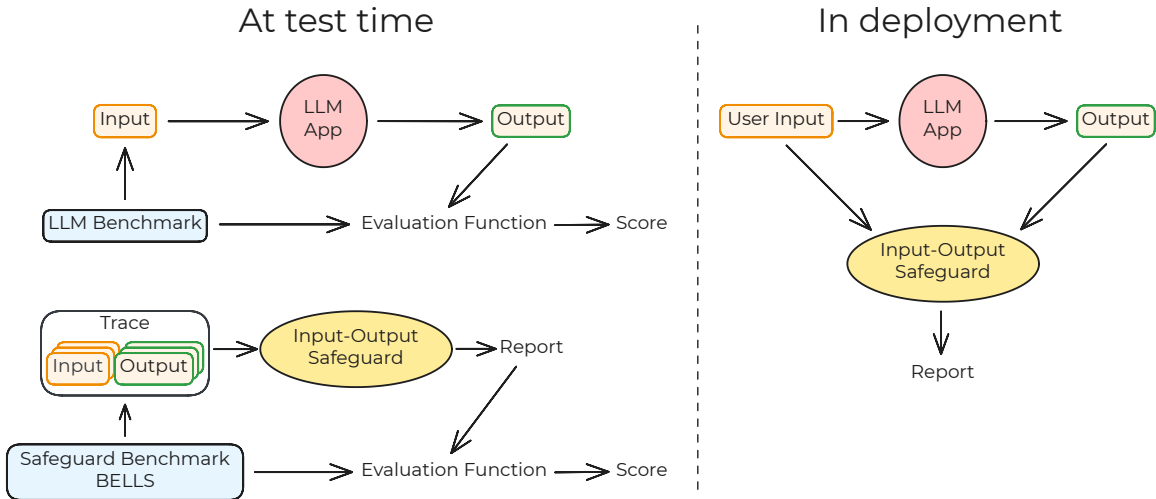 At test time
Input
LLM
App
Output
LLM Benchmark
Evaluation Function
Score
Trace
Input
Output
Input-Output
Safeguard
Report
Safeguard Benchmark
BELLS
Evaluation Function
Score
In deployment
User Input
LLM
App
Output
Input-Output
Safeguard
Report